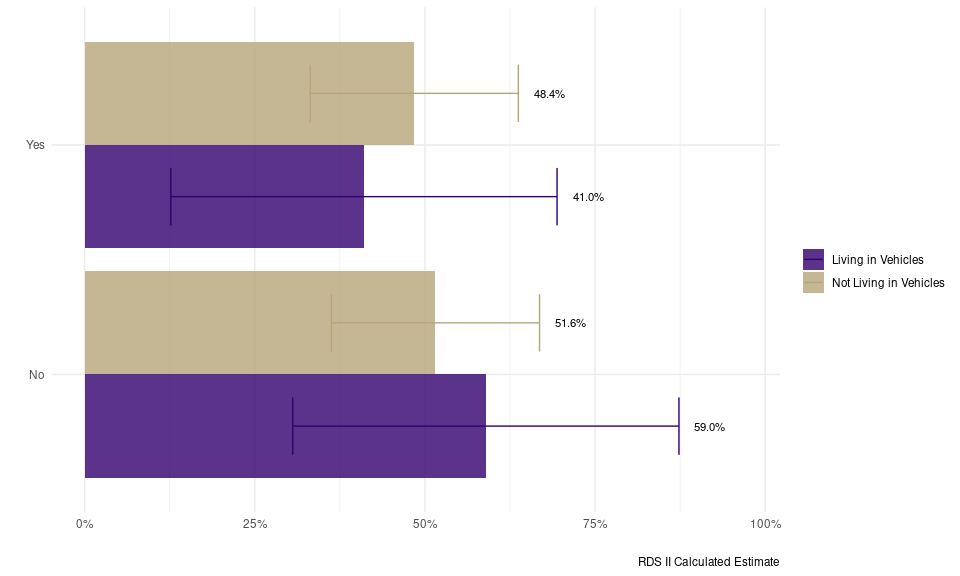 48.4%
Yes
41.0%
Living in Vehicles
Not Living in Vehicles
51.6%
No
59.0%
0% 25% 50% 75% 100%
RDS II Calculated Estimate